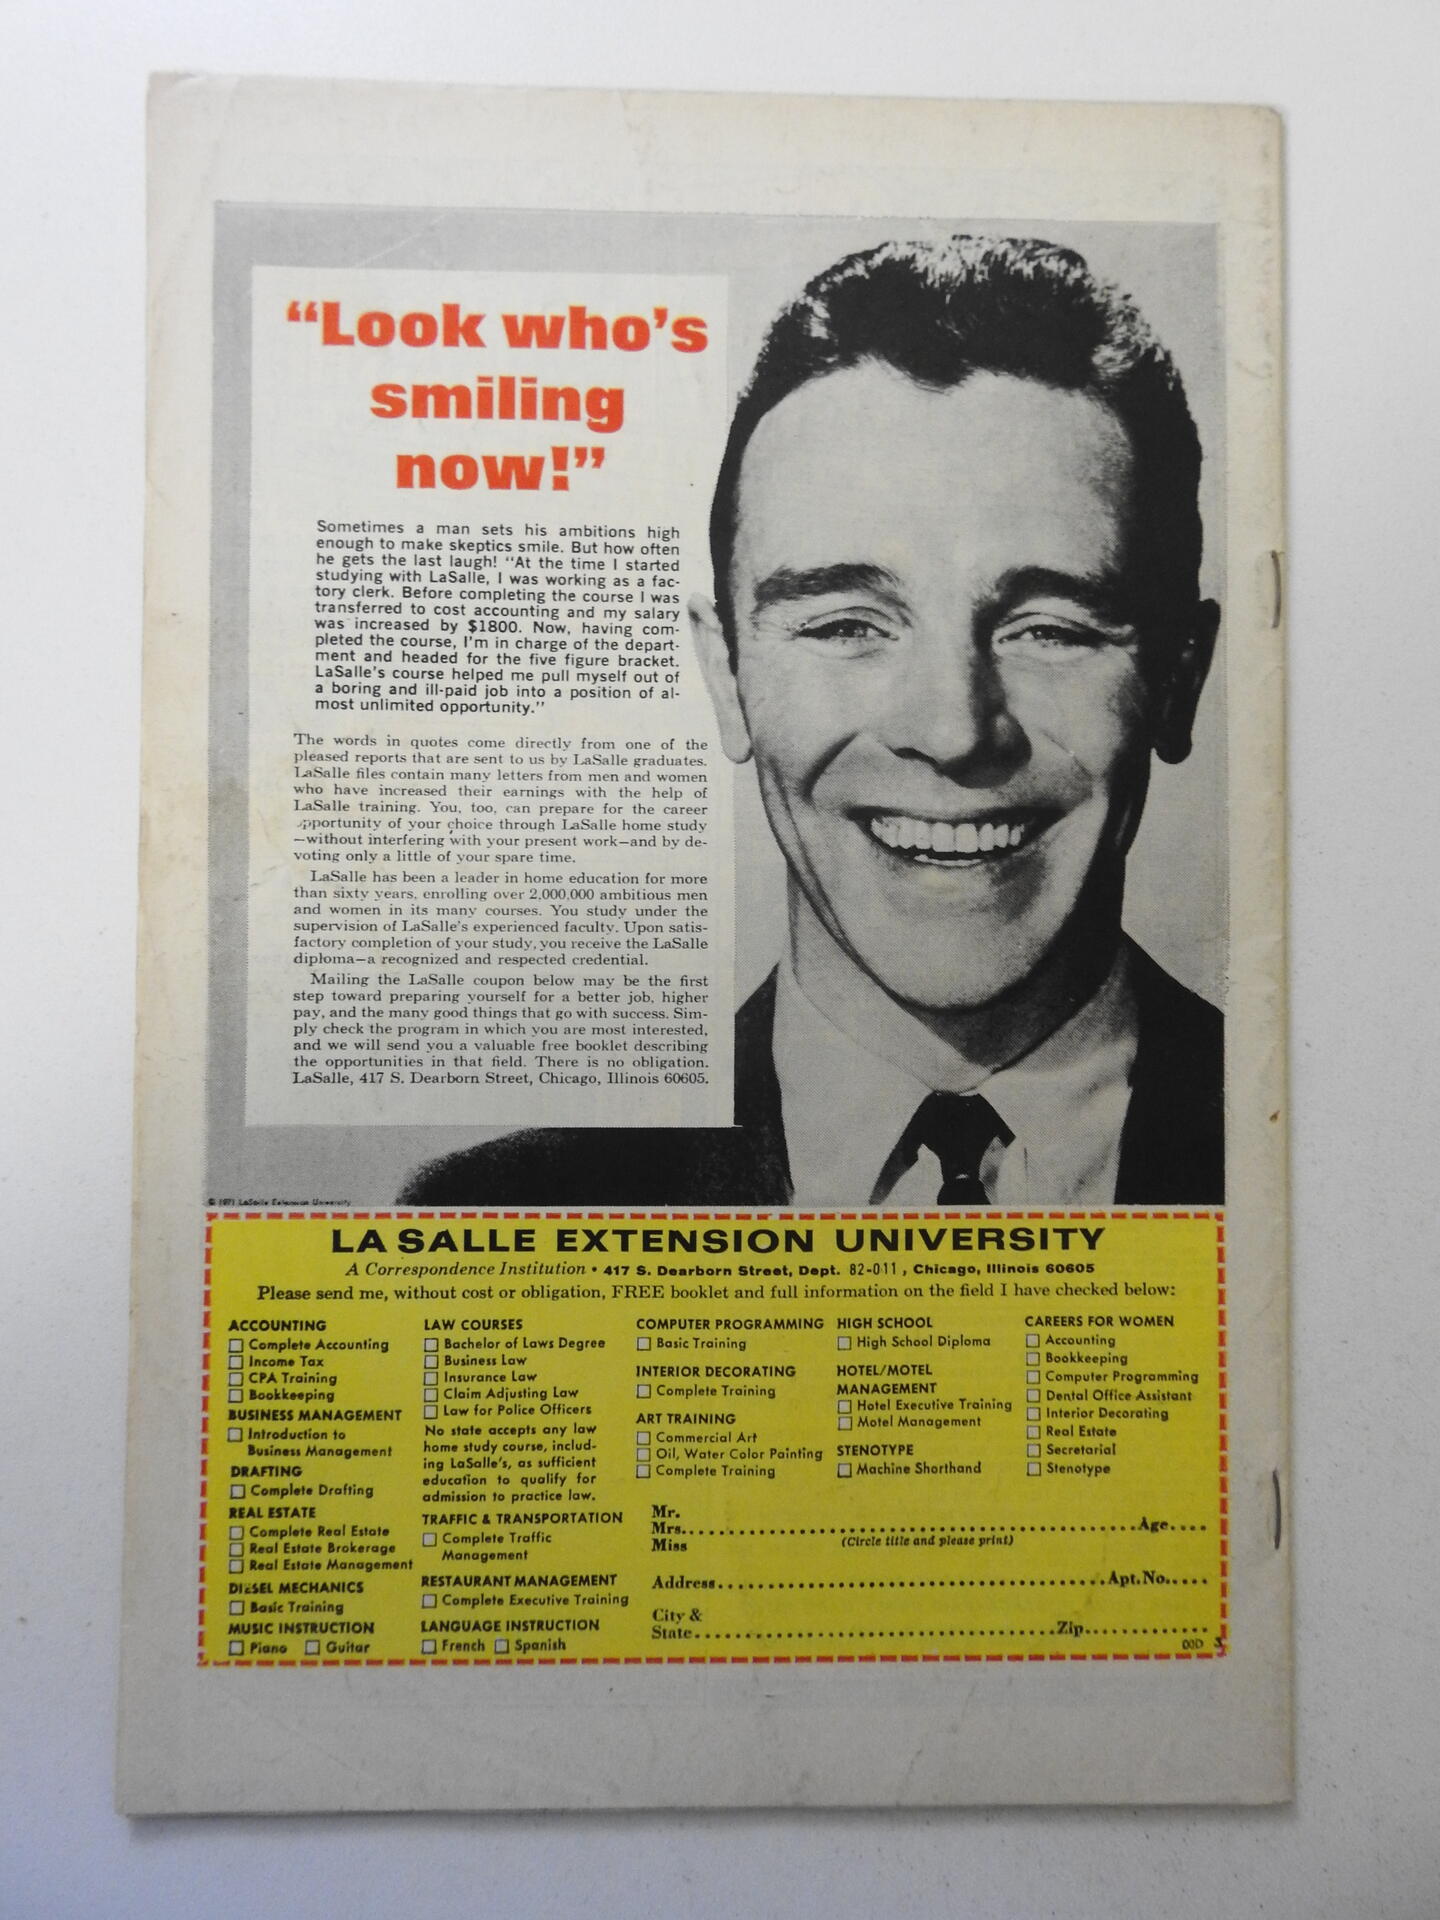 “Look who’s
smiling
now!”
Sometimes a man sets his ambitions high
enough to make skeptics smile. But how often
he gets the last laugh! “At the time I started
studying with LaSalle, I was working as a fac-
tory clerk. Before completing the course I was
transferred to cost accounting and my salary
was increased by $1800. Now, having com-
pleted the course, I’m in charge of the depart-
ment and headed for the five figure bracket.
LaSalle’s course helped me pull myself out of
a boring and ill-paid job into a position of al-
most unlimited opportunity.”
The words in quotes come directly from one of the
pleased reports that are sent to us by LaSalle graduates.
LaSalle files contain many letters from men and women
who have increased their earnings with the help of
LaSalle training. You, too, can prepare for the career
opportunity of your choice through LaSalle home study
—without interfering with your present work—and by de-
voting only a little of your spare time.
LaSalle has been a leader in home education for more
than sixty years, enrolling over 2,000,000 ambitious men
and women in its many courses. You study under the
supervision of LaSalle’s experienced faculty. Upon satis-
factory completion of your study, you receive the LaSalle
diploma—a recognized and respected credential.
Mailing the LaSalle coupon below may be the first
step toward preparing yourself for a better job, higher
pay, and the many good things that go with success. Sim-
ply check the program in which you are most interested,
and we will send you a valuable free booklet describing
the opportunities in that field. There is no obligation.
LaSalle, 417 S. Dearborn Street, Chicago, Illinois 60605.
© 1971 LaSalle Extension University
LA SALLE EXTENSION UNIVERSITY
A Correspondence Institution • 417 S. Dearborn Street, Dept. 82-011, Chicago, Illinois 60605
Please send me, without cost or obligation, FREE booklet and full information on the field I have checked below:
ACCOUNTING
Complete Accounting
Income Tax
CPA Training
Bookkeeping
BUSINESS MANAGEMENT
Introduction to
Business Management
DRAFTING
Complete Drafting
REAL ESTATE
Complete Real Estate
Real Estate Brokerage
Real Estate Management
DIESEL MECHANICS
Basic Training
MUSIC INSTRUCTION
Piano Guitar
LAW COURSES
Bachelor of Laws Degree
Business Law
Insurance Law
Claim Adjusting Law
Law for Police Officers
No state accepts any law
home study course, includ-
ing LaSalle’s, as sufficient
education to qualify for
admission to practice law.
TRAFFIC & TRANSPORTATION
Complete Traffic
Management
RESTAURANT MANAGEMENT
Complete Executive Training
LANGUAGE INSTRUCTION
French Spanish
COMPUTER PROGRAMMING
Basic Training
INTERIOR DECORATING
Complete Training
ART TRAINING
Commercial Art
Oil, Water Color Painting
Complete Training
HIGH SCHOOL
High School Diploma
HOTEL/MOTEL
MANAGEMENT
Hotel Executive Training
Motel Management
STENOTYPE
Machine Shorthand
CAREERS FOR WOMEN
Accounting
Bookkeeping
Computer Programming
Dental Office Assistant
Interior Decorating
Real Estate
Secretarial
Stenotype
Mr.
Mrs. Age
Miss (Circle title and please print)
Address Apt. No.
City &
State Zip